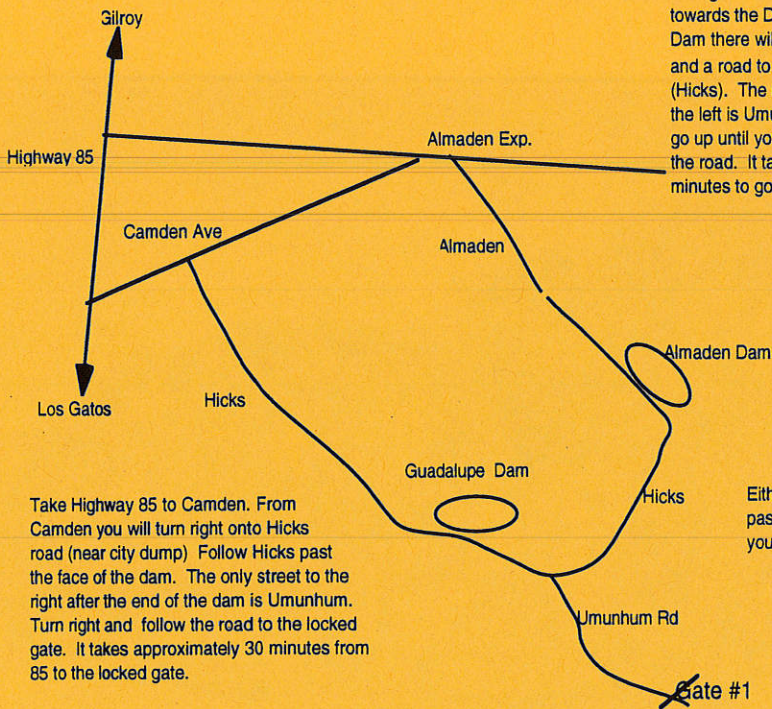 Gilroy
towards the D
Dam there wil
and a road to
(Hicks). The
the left is Umu
go up until yo
the road. It ta
minutes to go
Almaden Exp.
Highway 85
Camden Ave
Almaden
Almaden Dam
Los Gatos
Hicks
Guadalupe Dam
Hicks
Take Highway 85 to Camden. From
Camden you will turn right onto Hicks
road (near city dump) Follow Hicks past
the face of the dam. The only street to the
right after the end of the dam is Umunhum.
Turn right and follow the road to the locked
gate. It takes approximately 30 minutes from
85 to the locked gate.
Eith
pas
you
Umunhum Rd
Gate #1